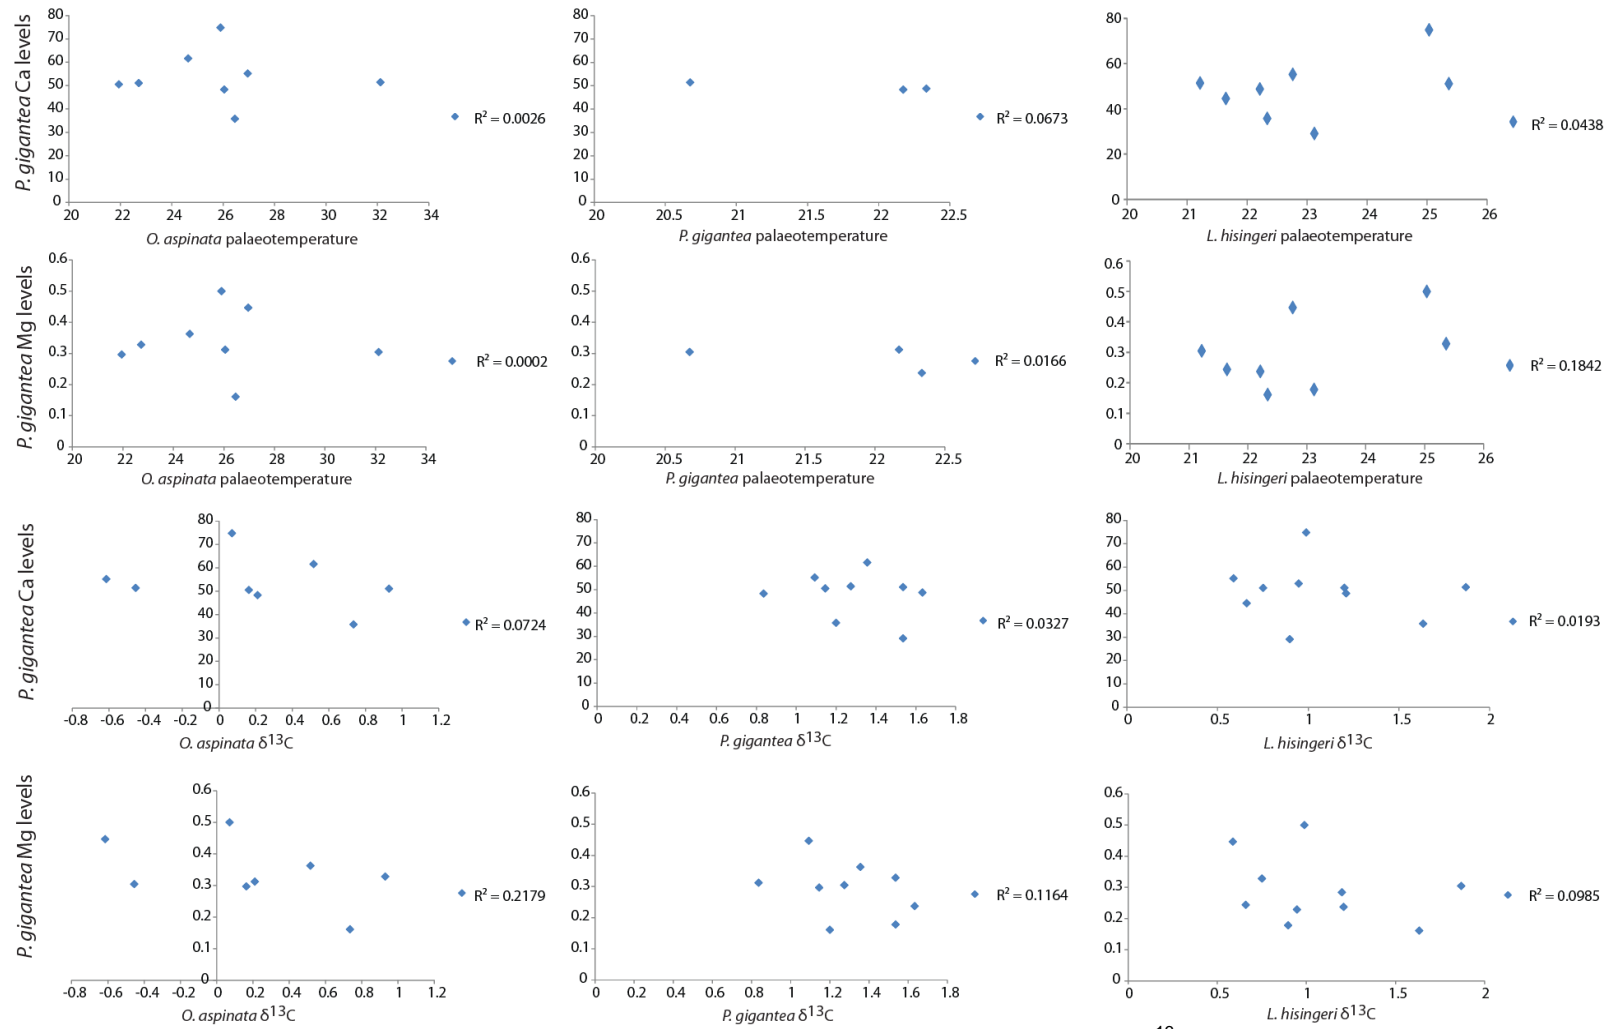 P. gigantea Ca levels
80
70
60
50
40
30
20
10
0
20 22 24 26 28 30 32 34
O. aspinata palaeotemperature
R² = 0.0026
80
70
60
50
40
30
20
10
0
20 20.5 21 21.5 22 22.5
P. gigantea palaeotemperature
R² = 0.0673
80
60
40
20
0
20 21 22 23 24 25 26
L. hisingeri palaeotemperature
R² = 0.0438
P. gigantea Mg levels
0.6
0.5
0.4
0.3
0.2
0.1
0
20 22 24 26 28 30 32 34
O. aspinata palaeotemperature
R² = 0.0002
0.6
0.5
0.4
0.3
0.2
0.1
0
20 20.5 21 21.5 22 22.5
P. gigantea palaeotemperature
R² = 0.0166
0.6
0.5
0.4
0.3
0.2
0.1
0
20 21 22 23 24 25 26
L. hisingeri palaeotemperature
R² = 0.1842
P. gigantea Ca levels
80
70
60
50
40
30
20
10
0
-0.8 -0.6 -0.4 -0.2 0 0.2 0.4 0.6 0.8 1 1.2
O. aspinata δ13C
R² = 0.0724
80
70
60
50
40
30
20
10
0
0 0.2 0.4 0.6 0.8 1 1.2 1.4 1.6 1.8
P. gigantea δ13C
R² = 0.0327
80
70
60
50
40
30
20
10
0
0 0.5 1 1.5 2
L. hisingeri δ13C
R² = 0.0193
P. gigantea Mg levels
0.6
0.5
0.4
0.3
0.2
0.1
0
-0.8 -0.6 -0.4 -0.2 0 0.2 0.4 0.6 0.8 1 1.2
O. aspinata δ13C
R² = 0.2179
0.6
0.5
0.4
0.3
0.2
0.1
0
0 0.2 0.4 0.6 0.8 1 1.2 1.4 1.6 1.8
P. gigantea δ13C
R² = 0.1164
0.6
0.5
0.4
0.3
0.2
0.1
0
0 0.5 1 1.5 2
L. hisingeri δ13C
R² = 0.0985